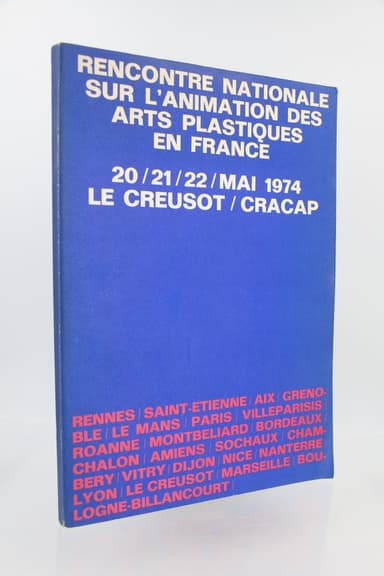 RENCONTRE NATIONALE
SUR L'ANIMATION DES
ARTS PLASTIQUES
EN FRANCE
20/21/22/MAI 1974
LE CREUSOT/CRACAP
RENNES/SAINT-ETIENNE/AIX/GRENO-
BLE/LE MANS/PARIS/VILLEPARISIS/
ROANNE/MONTBELIARD/BORDEAUX/
CHALON/AMIENS/SOCHAUX/CHAM-
BERY/VITRY/DIJON/NICE/NANTERRE
LYON/LE CREUSOT/MARSEILLE/BOU-
LOGNE-BILLANCOURT/